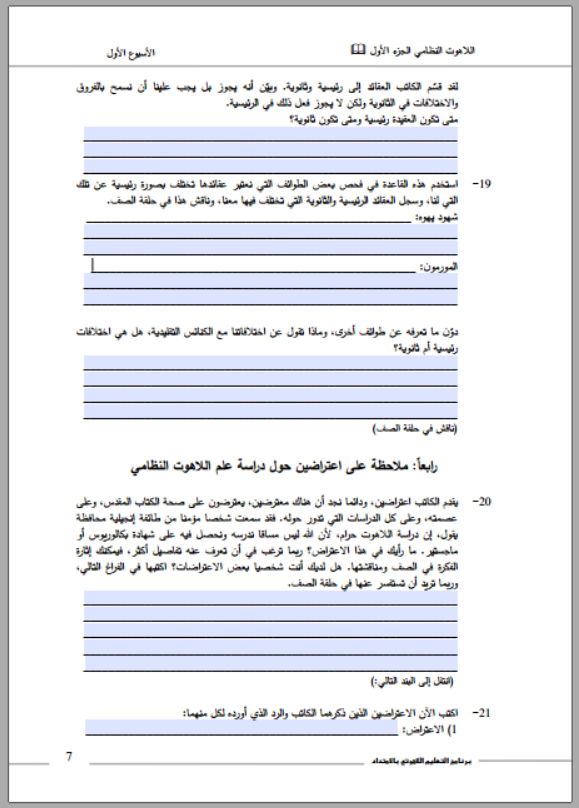 اللاهوت النظامي الجزء الأول
الأسبوع الأول
لقد قسّم الكاتب العقائد إلى رئيسية وثانوية. وبيّن أنه يجوز بل يجب علينا أن نسمح بالفروق
والاختلافات في الثانوية ولكن لا يجوز فعل ذلك في الرئيسية.
متى تكون العقيدة رئيسية ومتى تكون ثانوية؟
19- استخدم هذه القاعدة في فحص بعض الطوائف التي نعتبر عقائدها تختلف بصورة رئيسية عن تلك
التي لنا، وسجل العقائد الرئيسية والثانوية التي تختلف فيها معنا، وناقش هذا في حلقة الصف.
شهود يهوه:
المورمون:
دوّن ما تعرفه عن طوائف أخرى، وماذا تقول عن اختلافاتنا مع الكنائس التقليدية، هل هي اختلافات
رئيسية أم ثانوية؟
(ناقش في حلقة الصف)
رابعاً: ملاحظة على اعتراضين حول دراسة علم اللاهوت النظامي
20- يقدم الكاتب اعتراضين، ودائما نجد أن هناك معترضين، يعترضون على صحة الكتاب المقدس، وعلى
عصمته، وعلى كل الدراسات التي تدور حوله. فقد سمعت شخصا مؤمنا من طائفة إنجيلية محافظة
يقول، إن دراسة اللاهوت حرام، لأن الله ليس مساقا ندرسه ونحصل فيه على شهادة بكالوريوس أو
ماجستير. ما رأيك في هذا الاعتراض؟ ربما ترغب في أن تعرف عنه تفاصيل أكثر، فيمكنك إثارة
الفكرة في الصف ومناقشتها. هل لديك أنت شخصيا بعض الاعتراضات؟ اكتبها في الفراغ التالي،
وربما تريد أن تستفسر عنها في حلقة الصف.
(انتقل إلى البند التالي:)
21- اكتب الآن الاعتراضين الذين ذكرهما الكاتب والرد الذي أورده لكل منهما:
1) الاعتراض:
برنامج التعليم اللاهوتي بالامتداد
7